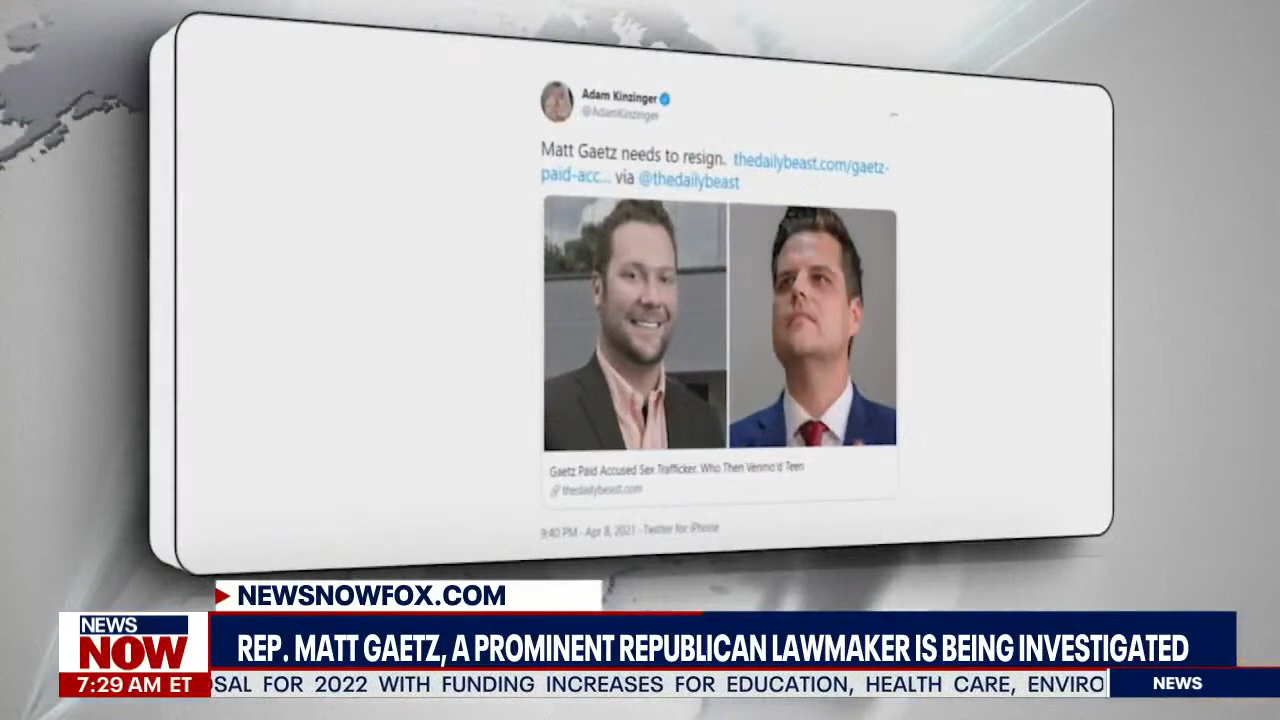 Adam Kinzinger
@AdamKinzinger
Matt Gaetz needs to resign. thedailybeast.com/gaetz-
paid-acc... via @thedailybeast
Gaetz Paid Accused Sex Trafficker, Who Then Venmo'd Teen
thedailybeast.com
9:40 PM · Apr 8, 2021 · Twitter for iPhone
NEWSNOWFOX.COM
NEWS
NOW
REP. MATT GAETZ, A PROMINENT REPUBLICAN LAWMAKER IS BEING INVESTIGATED
7:29 AM ET
OSAL FOR 2022 WITH FUNDING INCREASES FOR EDUCATION, HEALTH CARE, ENVIRO
NEWS